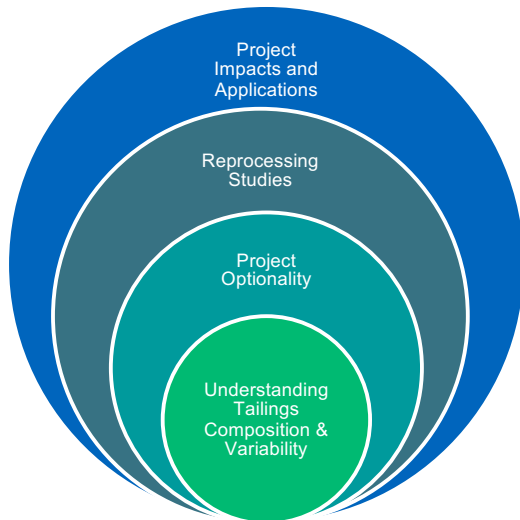 Project
Impacts and
Applications
Reprocessing
Studies
Project
Optionality
Understanding
Tailings
Composition &
Variability